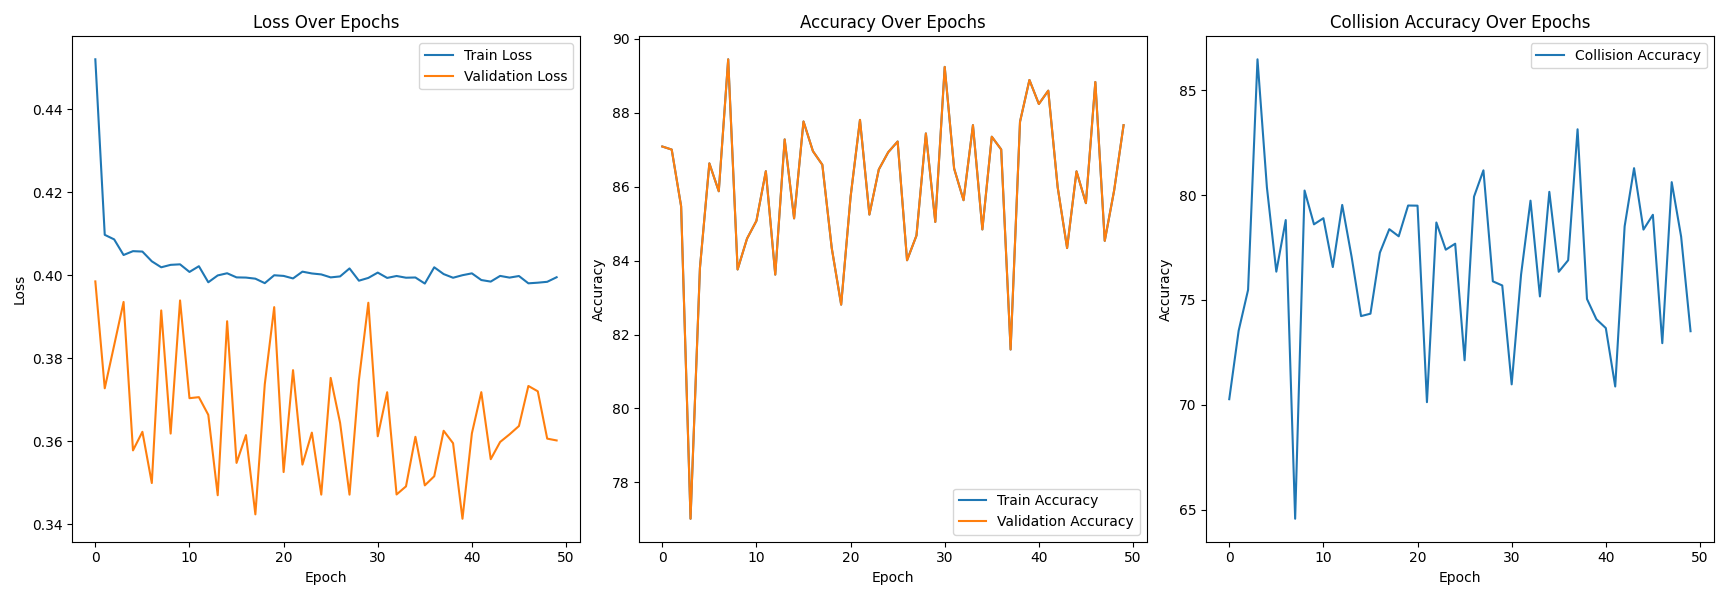 Loss Over Epochs
Train Loss
Validation Loss
0.44
0.42
0.40
0.38
0.36
0.34
Loss
0 10 20 30 40 50
Epoch
Accuracy Over Epochs
90
88
86
84
82
80
78
Accuracy
Train Accuracy
Validation Accuracy
0 10 20 30 40 50
Epoch
Collision Accuracy Over Epochs
Collision Accuracy
85
80
75
70
65
Accuracy
0 10 20 30 40 50
Epoch